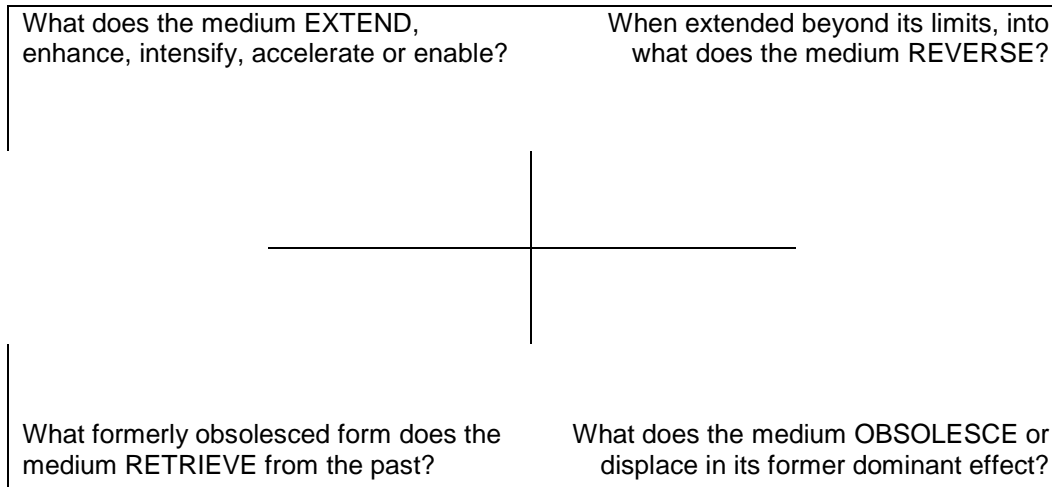 What does the medium EXTEND,
enhance, intensify, accelerate or enable?
When extended beyond its limits, into
what does the medium REVERSE?
What formerly obsolesced form does the
medium RETRIEVE from the past?
What does the medium OBSOLESCE or
displace in its former dominant effect?